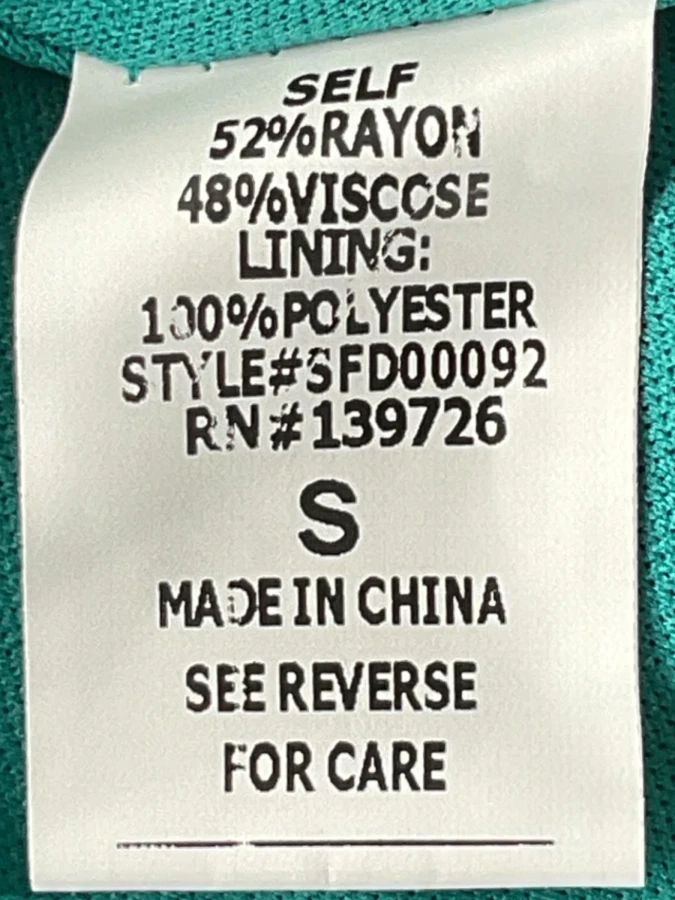 SELF
52%RAYON
48%VISCOSE
LINING:
100%POLYESTER
STYLE#SFD00092
RN#139726
S
MADE IN CHINA
SEE REVERSE
FOR CARE